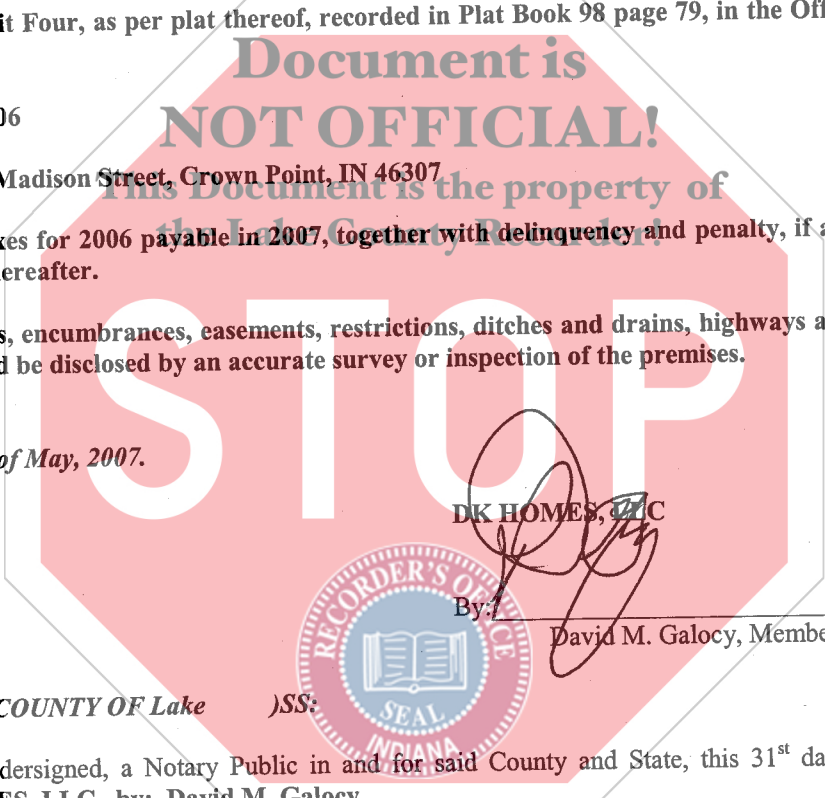 it Four, as per plat thereof, recorded in Plat Book 98 page 79, in the Off
Document is
NOT OFFICIAL!
06
Madison Street, Crown Point, IN 46307
This Document is the property of
the Lake County Recorder!
xes for 2006 payable in 2007, together with delinquency and penalty, if a
ereafter.
s, encumbrances, easements, restrictions, ditches and drains, highways a
d be disclosed by an accurate survey or inspection of the premises.
STOP
of May, 2007.
DK HOMES, LLC
By:
David M. Galocy, Membe
RECORDER'S OFFICE
SEAL
INDIANA
COUNTY OF Lake )SS:
dersigned, a Notary Public in and for said County and State, this 31st da
ES, LLC, by: David M. Galocy